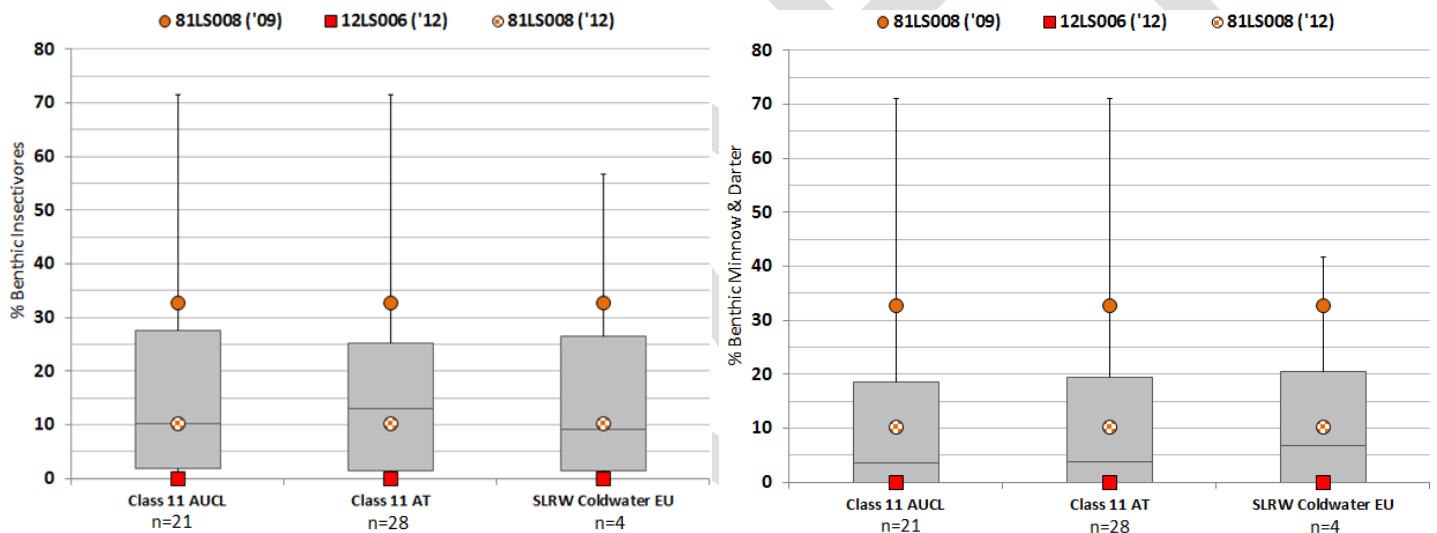 81LS008 ('09) 12LS006 ('12) 81LS008 ('12)
% Benthic Insectivores
80
70
60
50
40
30
20
10
0
Class 11 AUCL Class 11 AT SLRW Coldwater EU
n=21 n=28 n=4
81LS008 ('09) 12LS006 ('12) 81LS008 ('12)
% Benthic Minnow & Darter
80
70
60
50
40
30
20
10
0
Class 11 AUCL Class 11 AT SLRW Coldwater EU
n=21 n=28 n=4